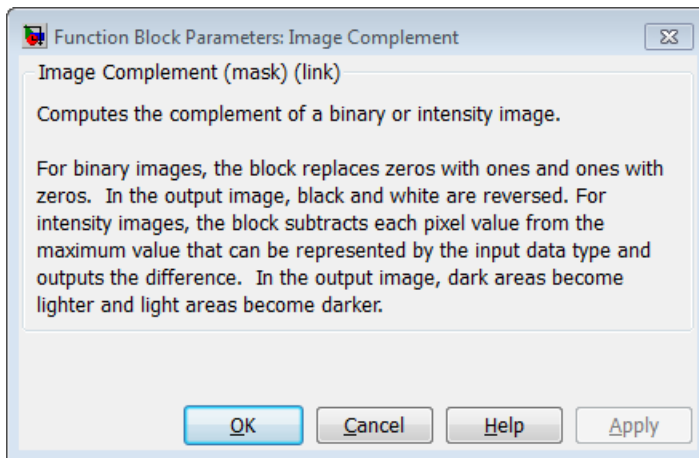 Function Block Parameters: Image Complement
Image Complement (mask) (link)
Computes the complement of a binary or intensity image.
For binary images, the block replaces zeros with ones and ones with
zeros.  In the output image, black and white are reversed. For
intensity images, the block subtracts each pixel value from the
maximum value that can be represented by the input data type and
outputs the difference.  In the output image, dark areas become
lighter and light areas become darker.
OK Cancel Help Apply